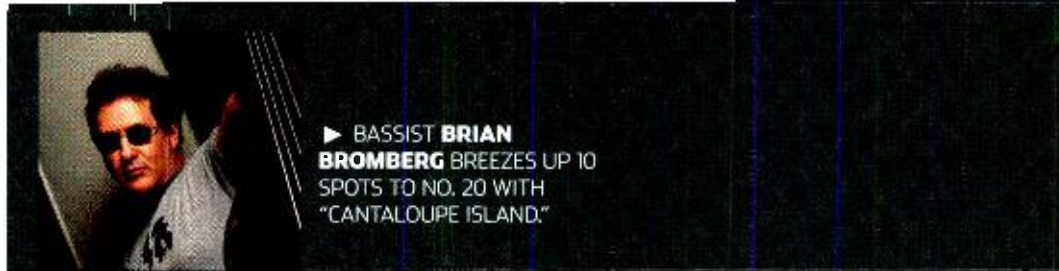 ▶ BASSIST BRIAN
BROMBERG BREEZES UP 10
SPOTS TO NO. 20 WITH
"CANTALOUPE ISLAND."